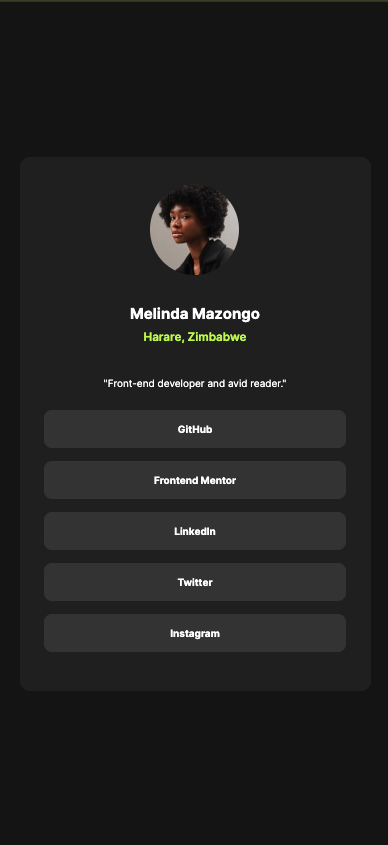 Melinda Mazongo
Harare, Zimbabwe
"Front-end developer and avid reader."
GitHub
Frontend Mentor
LinkedIn
Twitter
Instagram